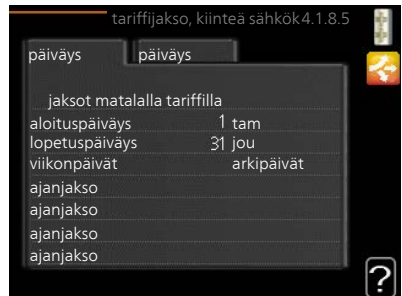 tariffijakso, kiinteä sähkök4.1.8.5
päiväys päiväys
jaksot matalalla tariffilla
aloituspäiväys 1 tam
lopetuspäiväys 31 jou
viikonpäivät arkipäivät
ajanjakso
ajanjakso
ajanjakso
ajanjakso
?